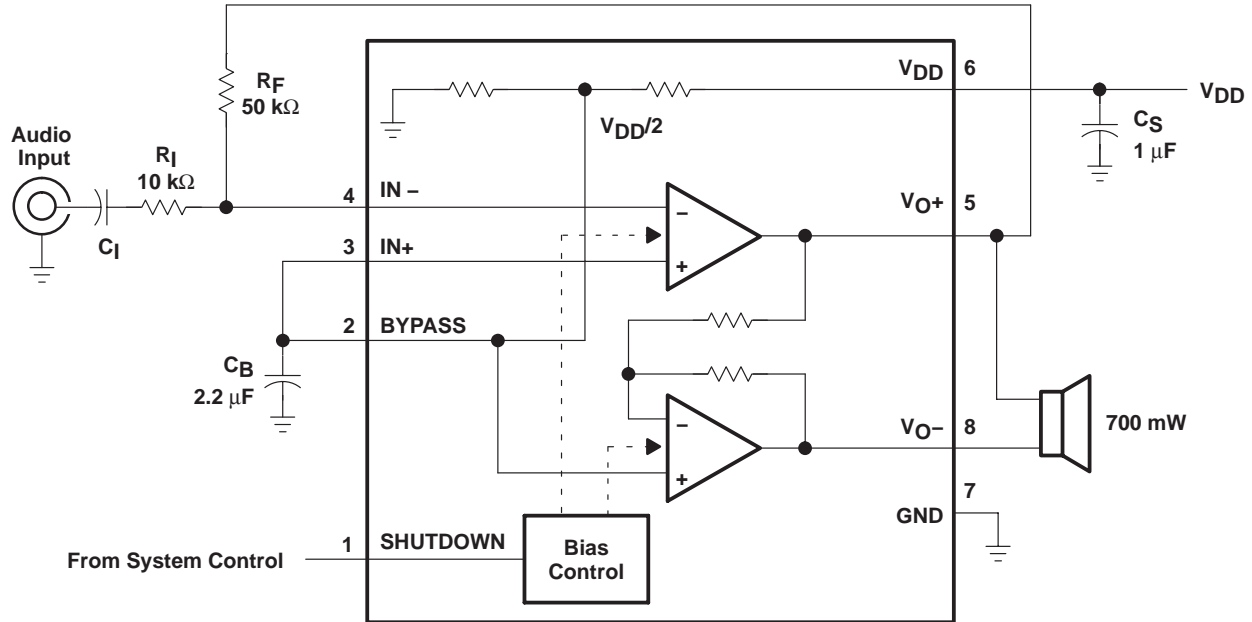 VDD
6
RF
50 kΩ
VDD
VDD/2
CS
1 μF
Audio
Input
RI
10 kΩ
CI
4
IN −
−
+
VO+
5
3
IN+
2
BYPASS
CB
2.2 μF
−
+
VO−
8
700 mW
7
GND
From System Control
1
SHUTDOWN
Bias
Control